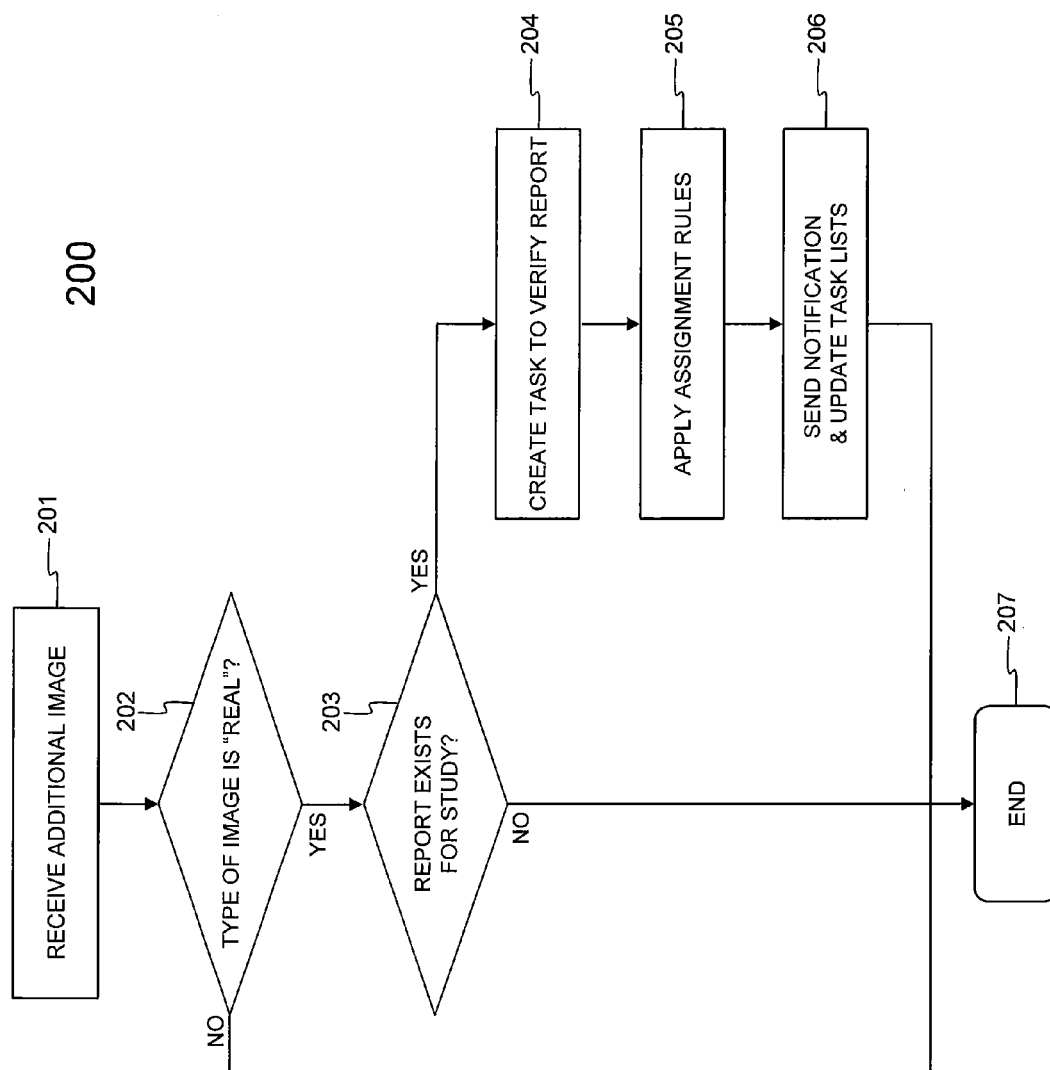 200
RECEIVE ADDITIONAL IMAGE
201
202
TYPE OF IMAGE IS “REAL”?
NO
YES
203
REPORT EXISTS
FOR STUDY?
YES
NO
204
CREATE TASK TO VERIFY REPORT
205
APPLY ASSIGNMENT RULES
206
SEND NOTIFICATION
& UPDATE TASK LISTS
207
END